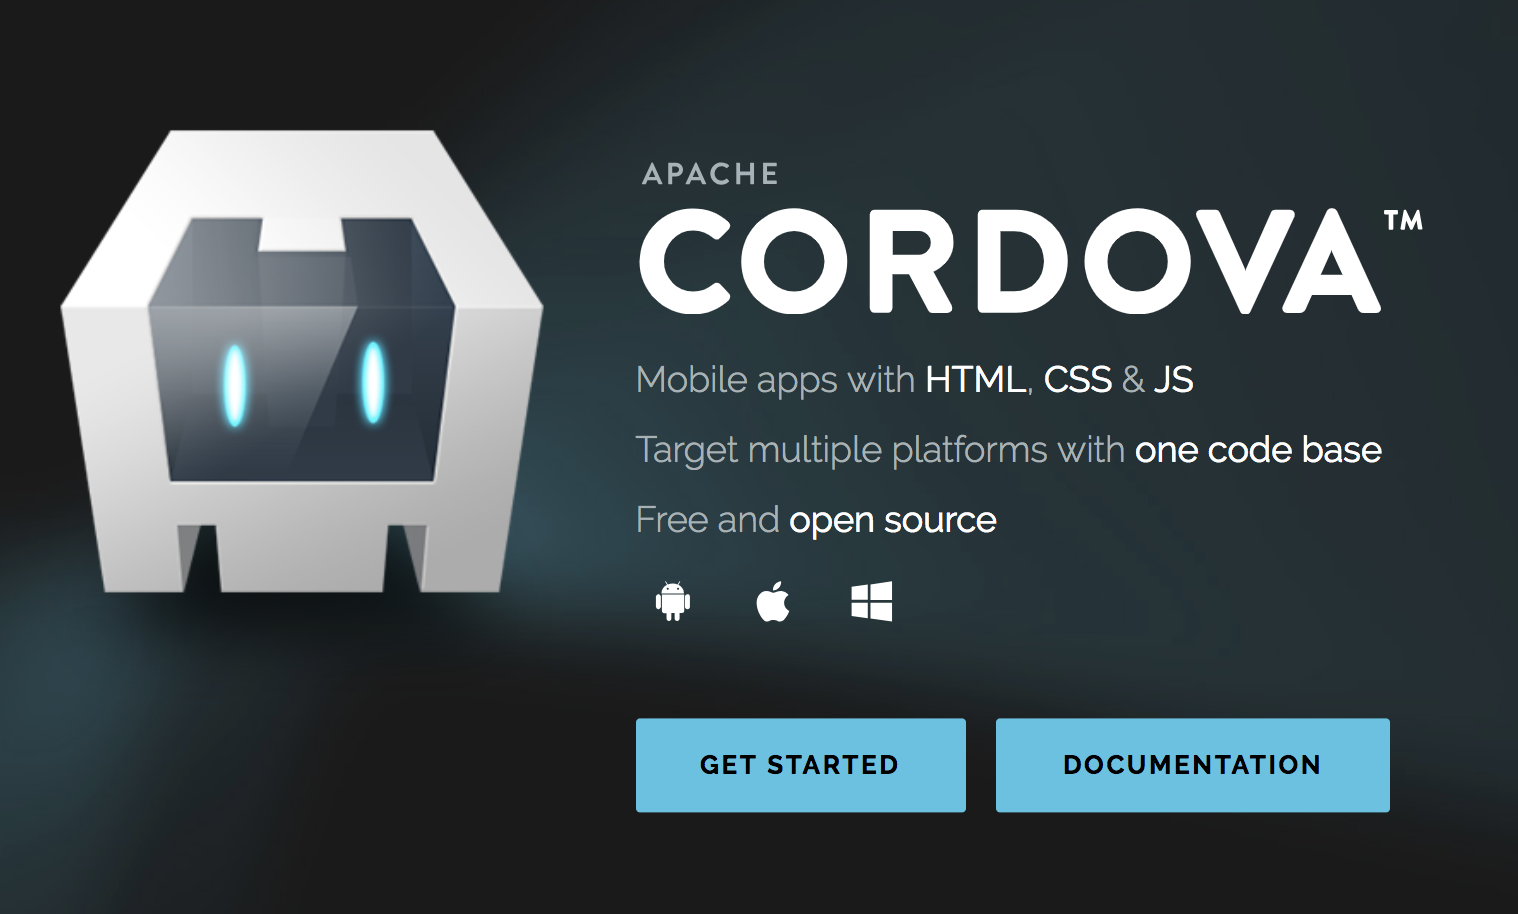 APACHE
CORDOVA™
Mobile apps with HTML, CSS & JS
Target multiple platforms with one code base
Free and open source
GET STARTED
DOCUMENTATION